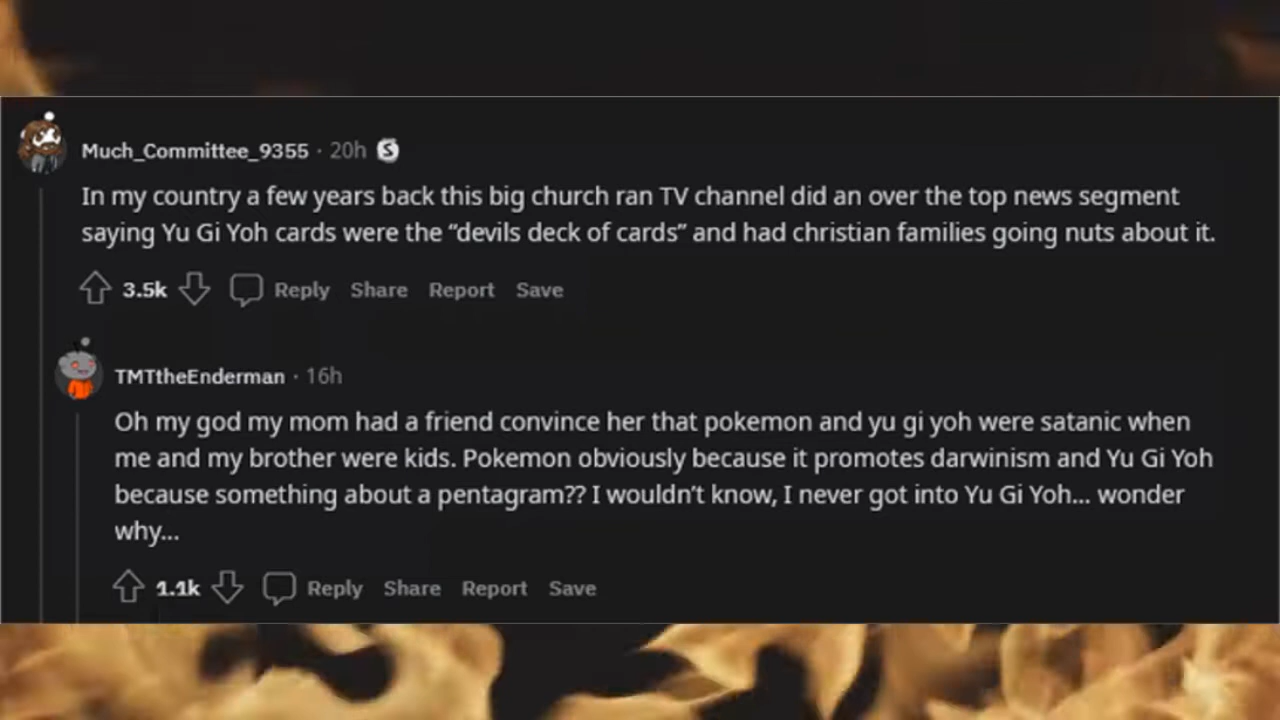 Much_Committee_9355 · 20h
In my country a few years back this big church ran TV channel did an over the top news segment
saying Yu Gi Yoh cards were the “devils deck of cards” and had christian families going nuts about it.
3.5k Reply Share Report Save
TMTtheEnderman · 16h
Oh my god my mom had a friend convince her that pokemon and yu gi yoh were satanic when
me and my brother were kids. Pokemon obviously because it promotes darwinism and Yu Gi Yoh
because something about a pentagram?? I wouldn’t know, I never got into Yu Gi Yoh... wonder
why...
1.1k Reply Share Report Save